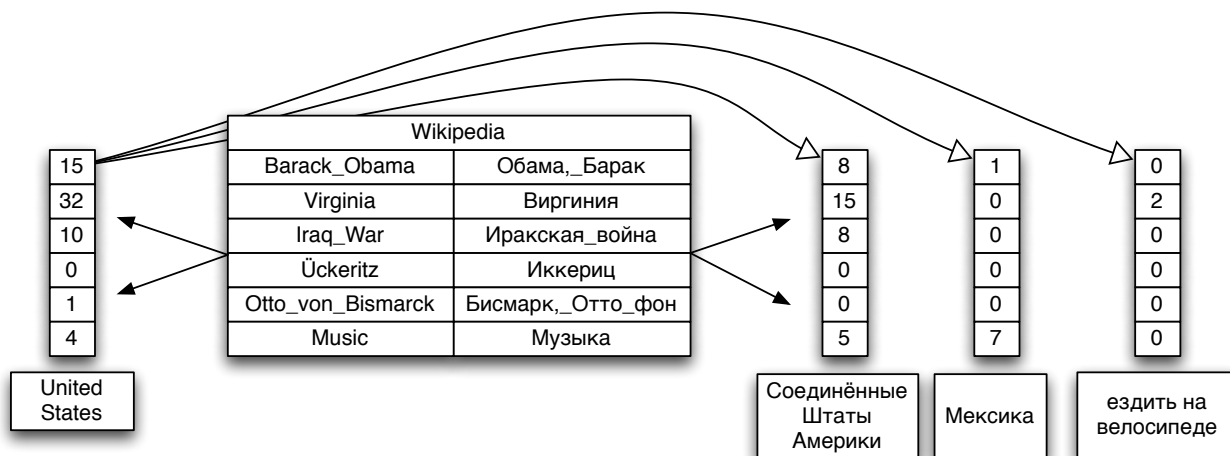 Wikipedia
15 Barack_Obama Обама,_Барак 8 1 0
32 Virginia Виргиния 15 0 2
10 Iraq_War Иракская_война 8 0 0
0 Ückeritz Иккериц 0 0 0
1 Otto_von_Bismarck Бисмарк,_Отто_фон 0 0 0
4 Music Музыка 5 7 0
United
States
Соединённые
Штаты
Америки
Мексика
ездить на
велосипеде